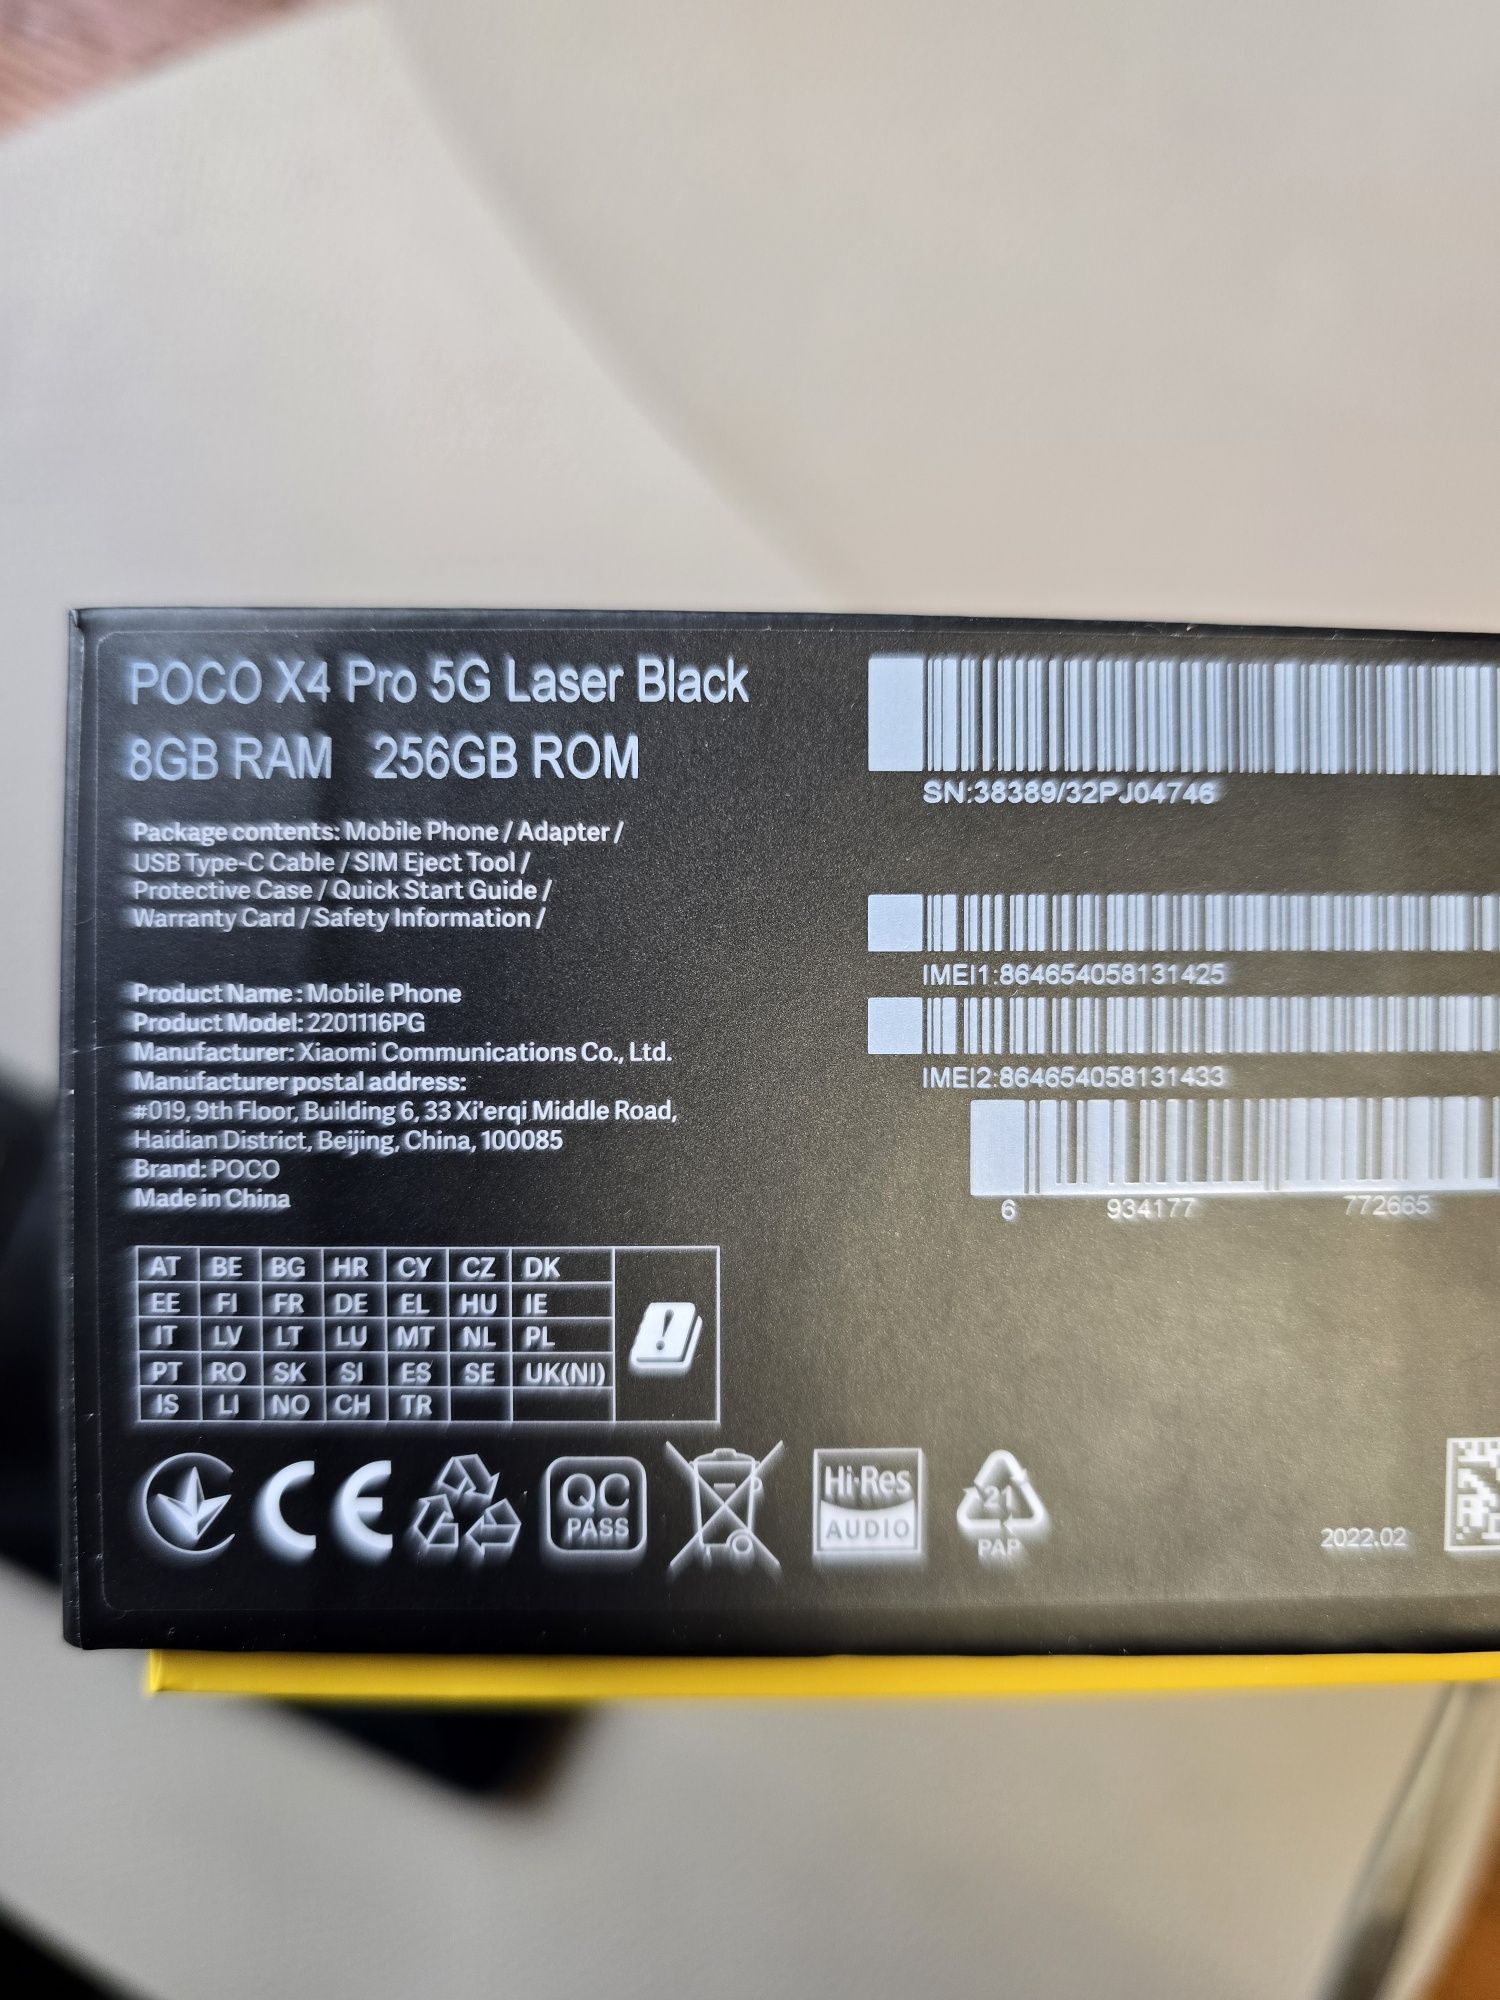 POCO X4 Pro 5G Laser Black
8GB RAM 256GB ROM
Package contents: Mobile Phone / Adapter /
USB Type-C Cable / SIM Eject Tool /
Protective Case / Quick Start Guide /
Warranty Card / Safety Information /
Product Name : Mobile Phone
Product Model: 2201116PG
Manufacturer: Xiaomi Communications Co., Ltd.
Manufacturer postal address:
#019, 9th Floor, Building 6, 33 Xi'erqi Middle Road,
Haidian District, Beijing, China, 100085
Brand: POCO
Made in China
SN:38389/32PJ04746
IMEI1:864654058131425
IMEI2:864654058131433
6 934177 772665
AT BE BG HR CY CZ DK
EE FI FR DE EL HU IE
IT LV LT LU MT NL PL
PT RO SK SI ES SE UK(NI)
IS LI NO CH TR
CE
QC
PASS
Hi-Res
AUDIO
21
PAP
2022.02